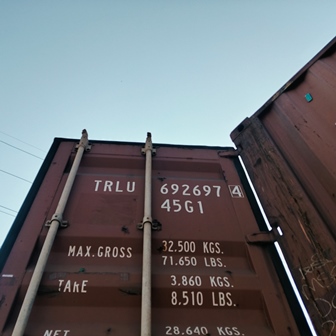 TRLU 692697 4
45G1
MAX.GROSS 32.500 KGS.
71.650 LBS.
TARE 3.860 KGS.
8.510 LBS.
NET 28.640 KGS.